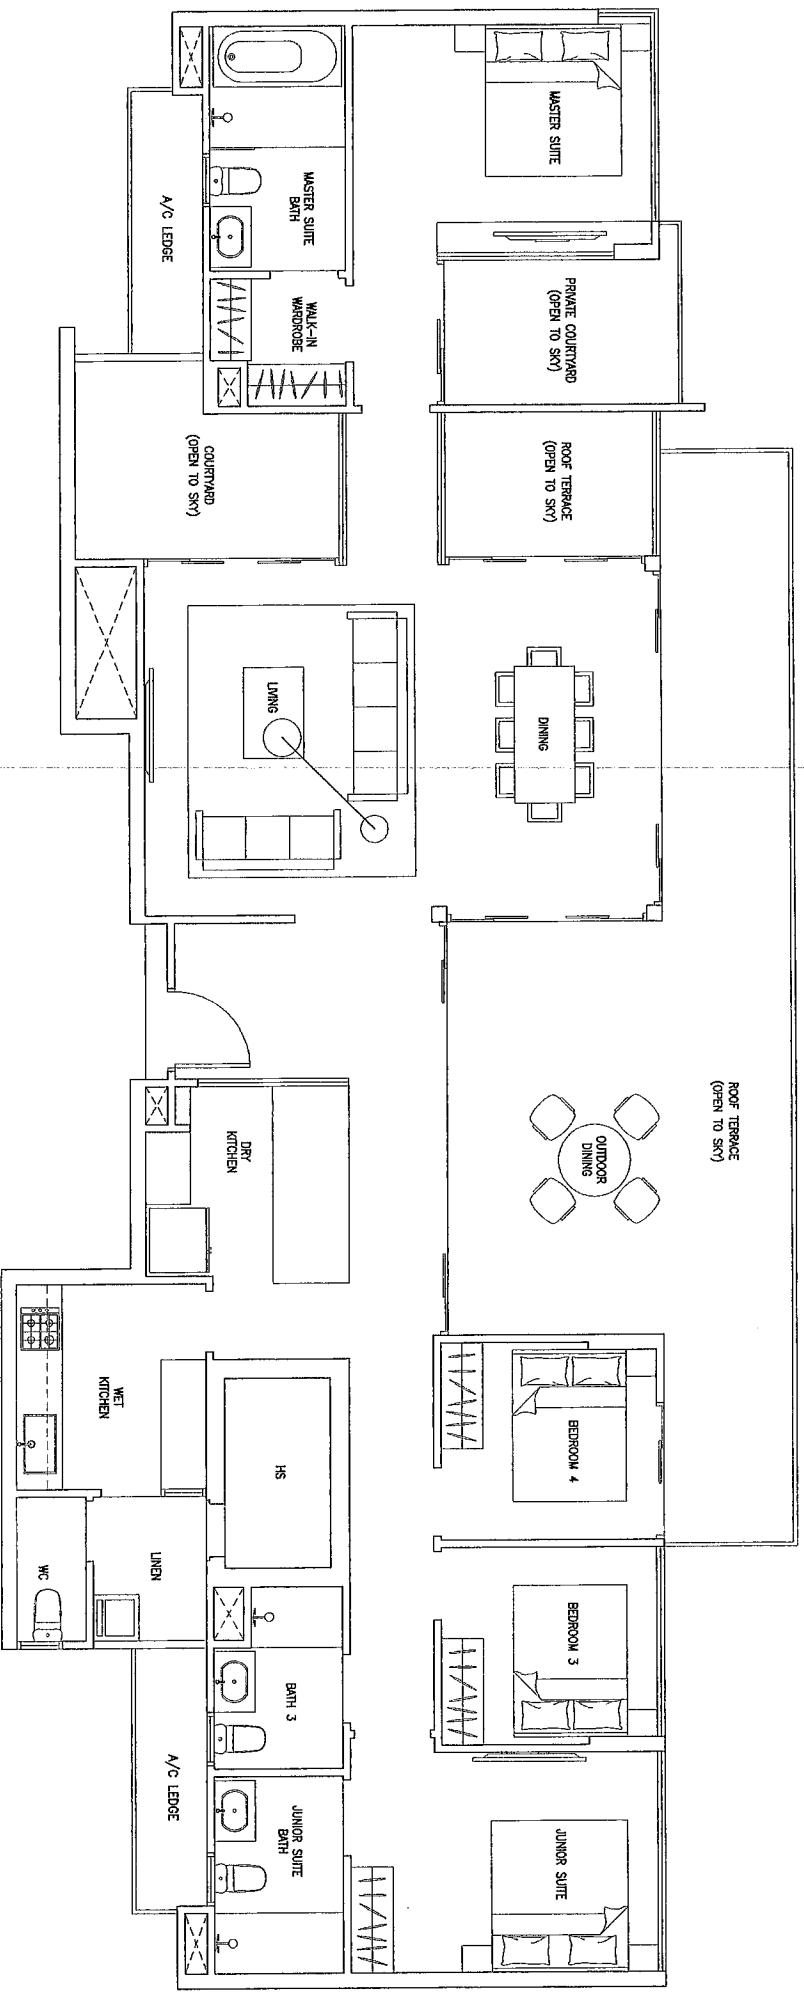 MASTER SUITE
MASTER SUITE
BATH
A/C LEDGE
WALK-IN
WARDROBE
PRIVATE COURTYARD
(OPEN TO SKY)
ROOF TERRACE
(OPEN TO SKY)
COURTYARD
(OPEN TO SKY)
LIVING
DINING
ROOF TERRACE
(OPEN TO SKY)
OUTDOOR
DINING
DRY
KITCHEN
WET
KITCHEN
HS
BEDROOM 4
LINEN
WC
BEDROOM 3
BATH 3
A/C LEDGE
JUNIOR SUITE
BATH
JUNIOR SUITE